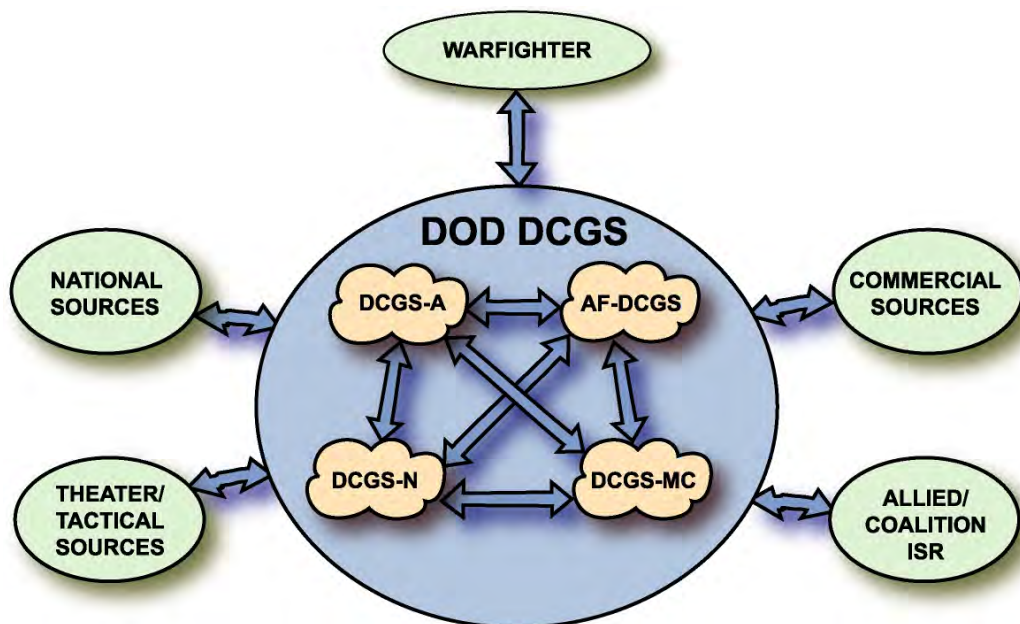 WARFIGHTER
DOD DCGS
NATIONAL
SOURCES
COMMERCIAL
SOURCES
DCGS-A
AF-DCGS
DCGS-N
DCGS-MC
THEATER/
TACTICAL
SOURCES
ALLIED/
COALITION
ISR